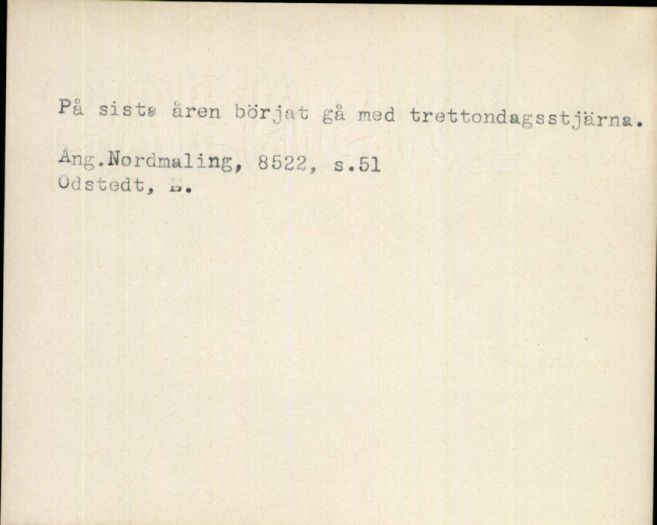 På sista åren börjat gå med trettondagsstjärna.
Ång.Nordmaling, 8522, s.51
Odstedt, E.